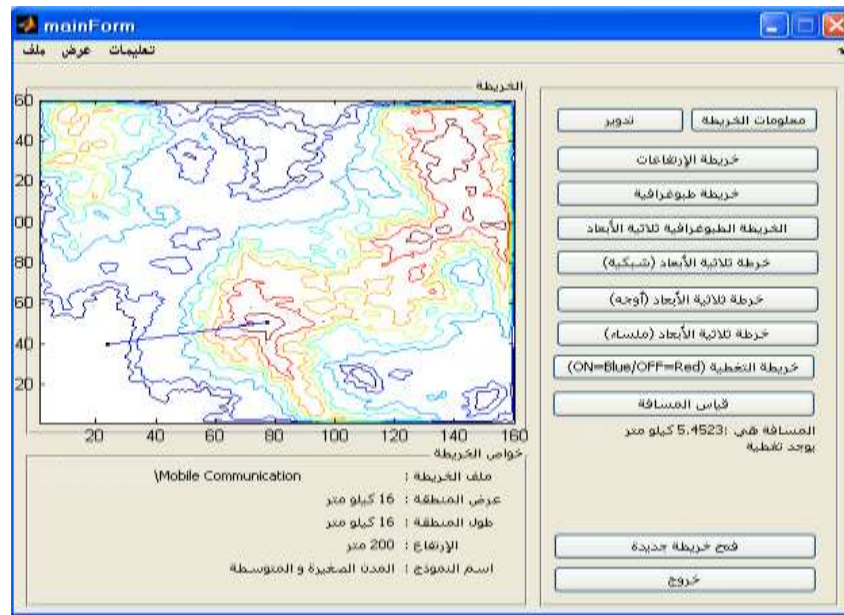 mainForm
ملف عرض تعليمات
الخريطة
60
40
20
00
80
60
40
20
20 40 60 80 100 120 140 160
خواص الخريطة
ملف الخريطة : \Mobile Communication
عرض المنطقة : 16 كيلو متر
طول المنطقة : 16 كيلو متر
الإرتفاع : 200 متر
اسم النموذج : المدن الصغيرة و المتوسطة
معلومات الخريطة تدوير
خريطة الإرتفاعات
خريطة طبوغرافية
الخريطة الطبوغرافية ثلاثية الأبعاد
خرطة ثلاثية الأبعاد (شبكية)
خرطة ثلاثية الأبعاد (أوجه)
خرطة ثلاثية الأبعاد (ملساء)
خريطة التغطية (ON=Blue/OFF=Red)
قياس المسافة
المسافة هي :5.4523 كيلو متر
يوجد تغطية
فتح خريطة جديدة
خروج